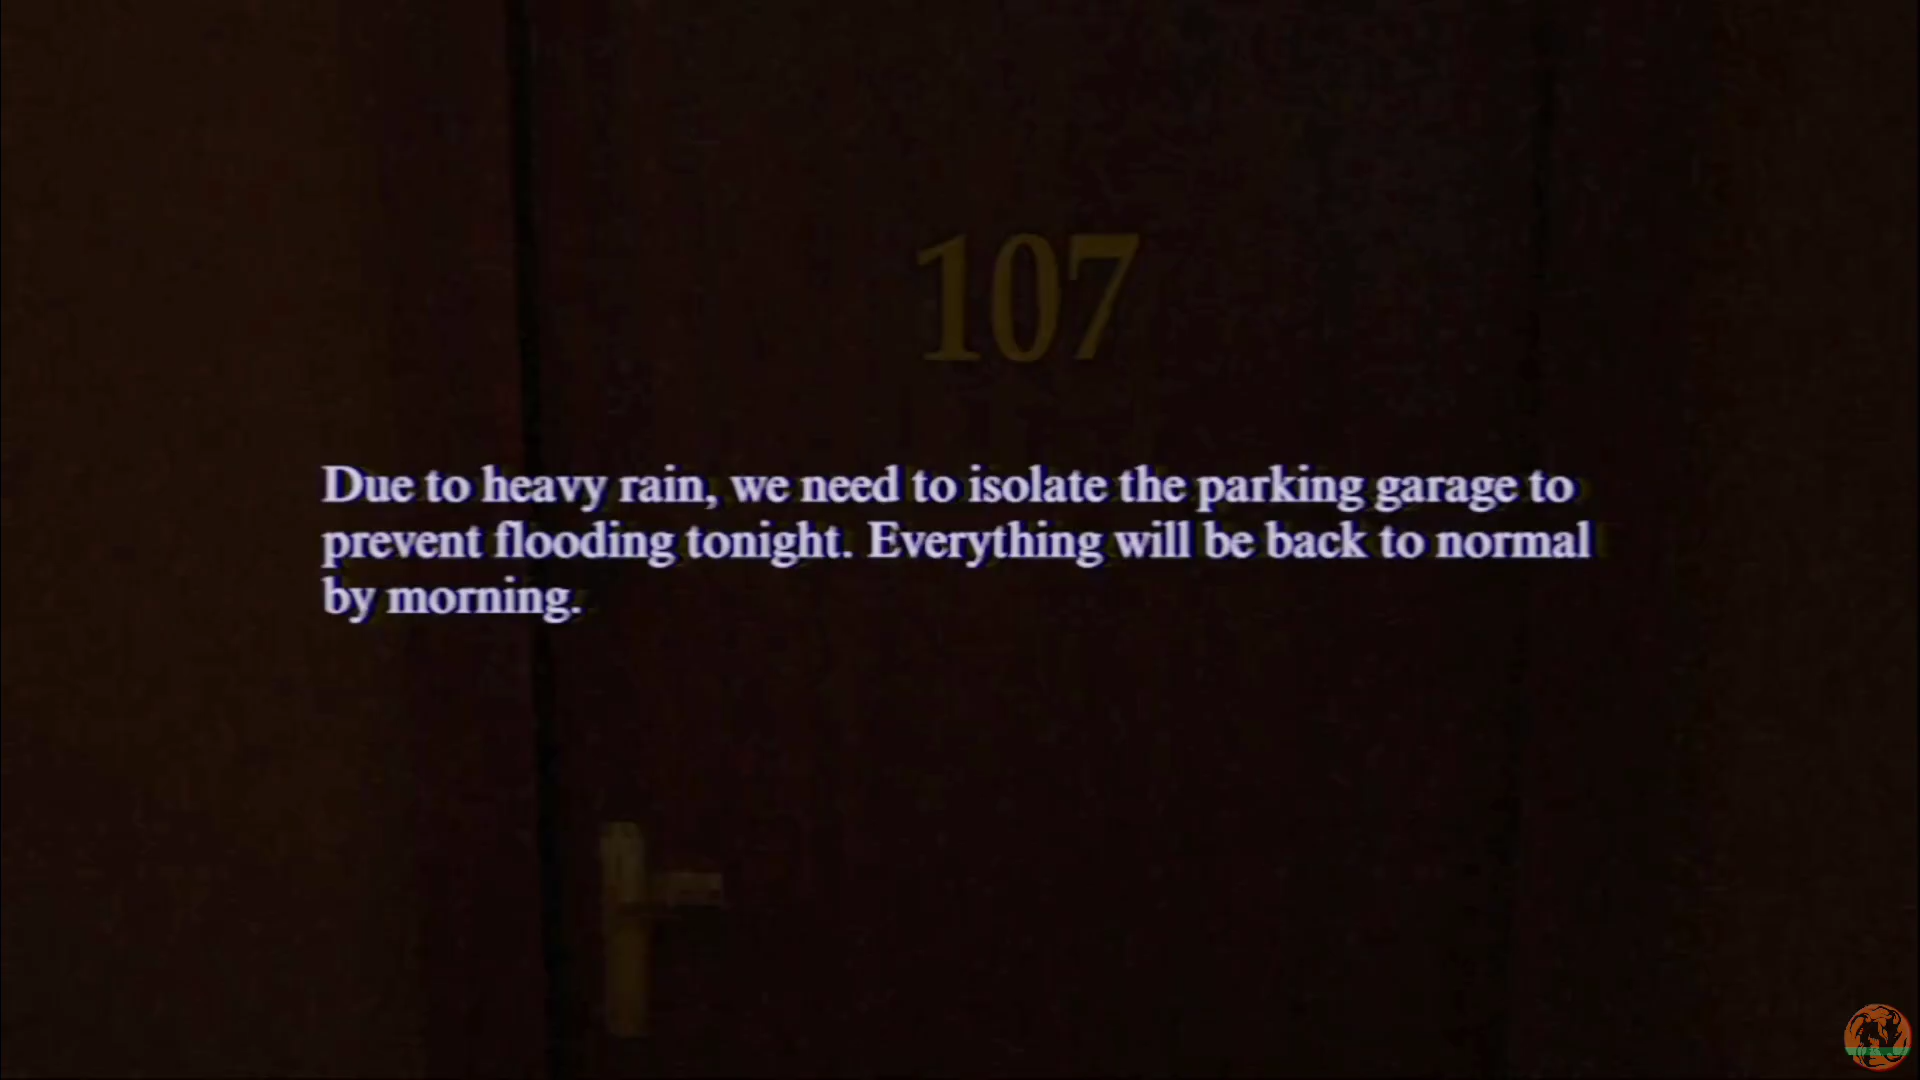 107
Due to heavy rain, we need to isolate the parking garage to
prevent flooding tonight. Everything will be back to normal
by morning.